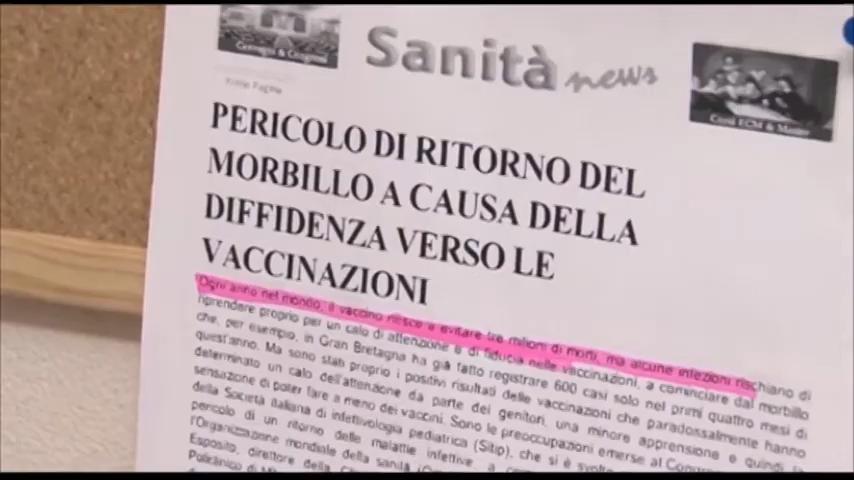 Convegni & Congressi
Sanità news
Corsi ECM & Master
Prima Pagina
PERICOLO DI RITORNO DEL
MORBILLO A CAUSA DELLA
DIFFIDENZA VERSO LE
VACCINAZIONI
Ogni anno nel mondo, il vaccino riesce a evitare tre milioni di morti, ma alcune infezioni rischiano di
riprendere proprio per un calo di attenzione e di fiducia nelle vaccinazioni, a cominciare dal morbillo
che, per esempio, in Gran Bretagna ha già fatto registrare 600 casi solo nel primi quattro mesi di
quest'anno. Ma sono stati proprio i positivi risultati delle vaccinazioni che paradossalmente hanno
determinato un calo dell'attenzione da parte dei genitori, una minore apprensione e quindi la
sensazione di poter fare a meno dei vaccini. Sono le preoccupazioni emerse al
della Società italiana di infettivologia pediatrica (Sitip), che si è
pericolo di un ritorno delle malattie infettive
l'Organizzazione mondiale della sanità
Esposito, direttore della
Policlinico di